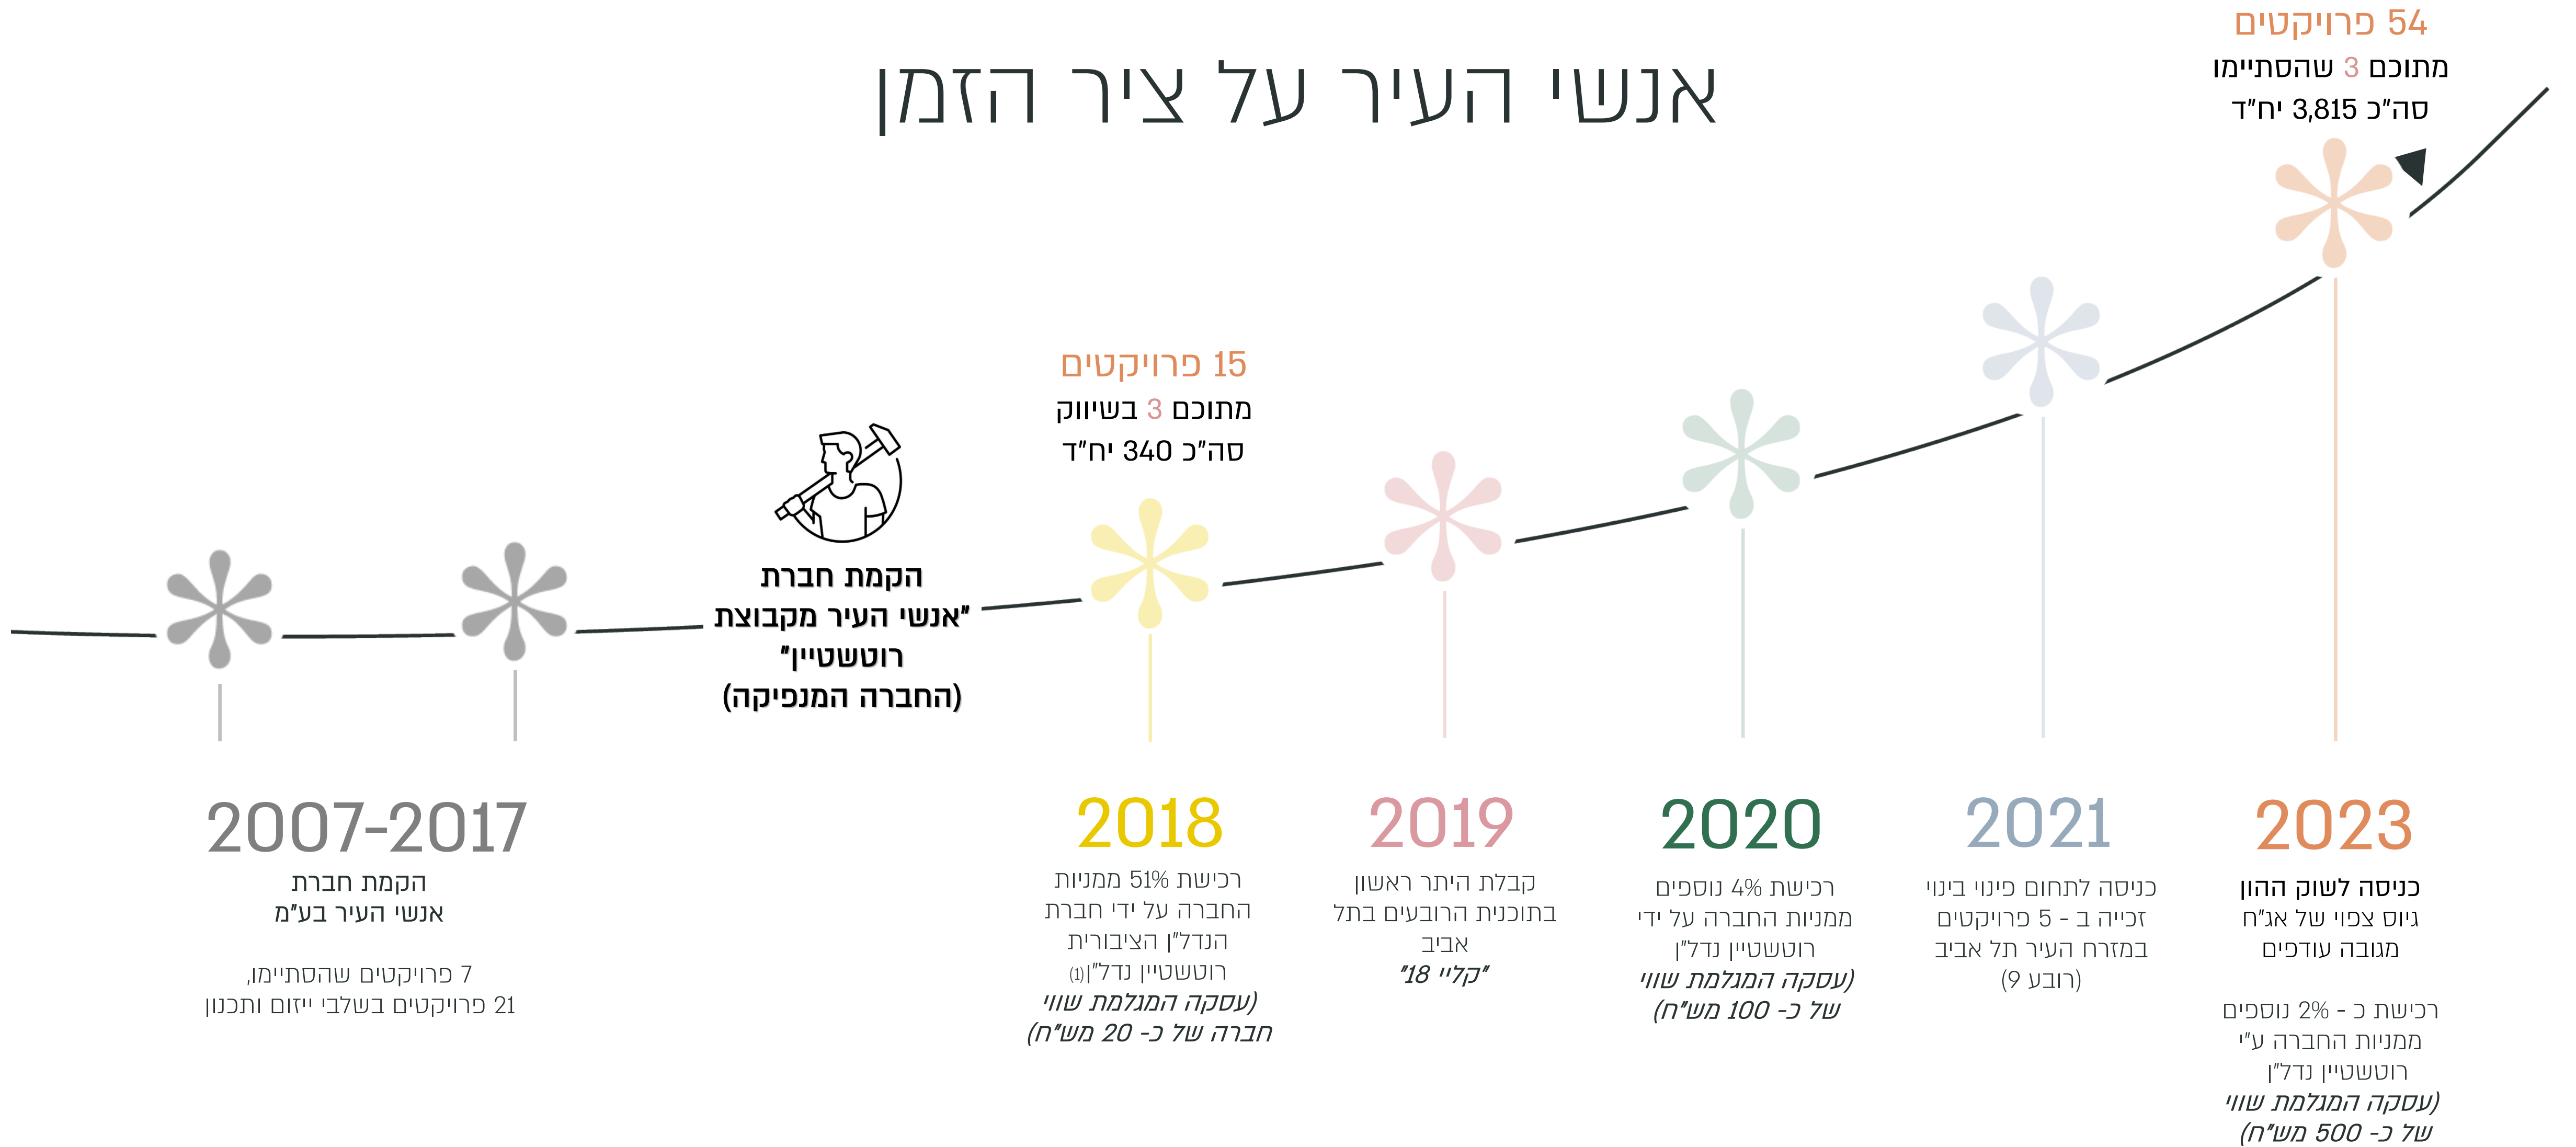 אנשי העיר על ציר הזמן
54 פרויקטים
מתוכם 3 שהסתיימו
סה"כ 3,815 יח"ד
15 פרויקטים
מתוכם 3 בשיווק
סה"כ 340 יח"ד
הקמת חברת
"אנשי העיר מקבוצת
רוטשטיין"
(החברה המנפיקה)
2007-2017
הקמת חברת
אנשי העיר בע"מ
7 פרויקטים שהסתיימו,
21 פרויקטים בשלבי ייזום ותכנון
2018
רכישת 51% ממניות
החברה על ידי חברת
הנדל"ן הציבורית
רוטשטיין נדל"ן(1)
(עסקה המגלמת שווי
חברה של כ- 20 מש"ח)
2019
קבלת היתר ראשון
בתוכנית הרובעים בתל
אביב
"קליי 18"
2020
רכישת 4% נוספים
ממניות החברה על ידי
רוטשטיין נדל"ן
(עסקה המגלמת שווי
של כ- 100 מש"ח)
2021
כניסה לתחום פינוי בינוי
זכייה ב - 5 פרויקטים
במזרח העיר תל אביב
(רובע 9)
2023
כניסה לשוק ההון
גיוס צפוי של אג"ח
מגובה עודפים
רכישת כ - 2% נוספים
ממניות החברה ע"י
רוטשטיין נדל"ן
(עסקה המגלמת שווי
של כ- 500 מש"ח)